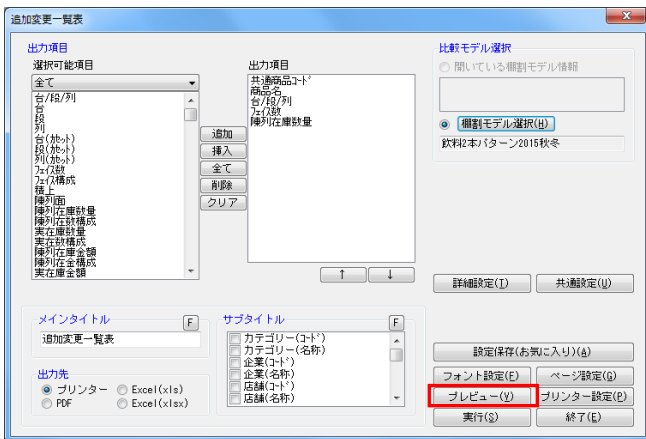 追加変更一覧表
出力項目
選択可能項目
全て
台/段/列
台
段
列
台(ｶｾｯﾄ)
段(ｶｾｯﾄ)
列(ｶｾｯﾄ)
ﾌｪｲｽ数
ﾌｪｲｽ構成
積上
陳列面
陳列在庫数量
陳列在数構成
実在庫数量
実在数構成
陳列在庫金額
陳列在金構成
実在庫金額
追加
挿入
全て
削除
クリア
出力項目
共通商品ｺｰﾄﾞ
商品名
台/段/列
ﾌｪｲｽ数
陳列在庫数量
↑
↓
比較モデル選択
開いている棚割モデル情報
棚割モデル選択(H)
飲料2本パターン2015秋冬
詳細設定(I)
共通設定(U)
メインタイトル
F
追加変更一覧表
出力先
プリンター
Excel(xls)
PDF
Excel(xlsx)
サブタイトル
F
カテゴリー(ｺｰﾄﾞ)
カテゴリー(名称)
企業(ｺｰﾄﾞ)
企業(名称)
店舗(ｺｰﾄﾞ)
店舗(名称)
設定保存(お気に入り)(A)
フォント設定(F)
ページ設定(G)
プレビュー(V)
プリンター設定(P)
実行(S)
終了(E)